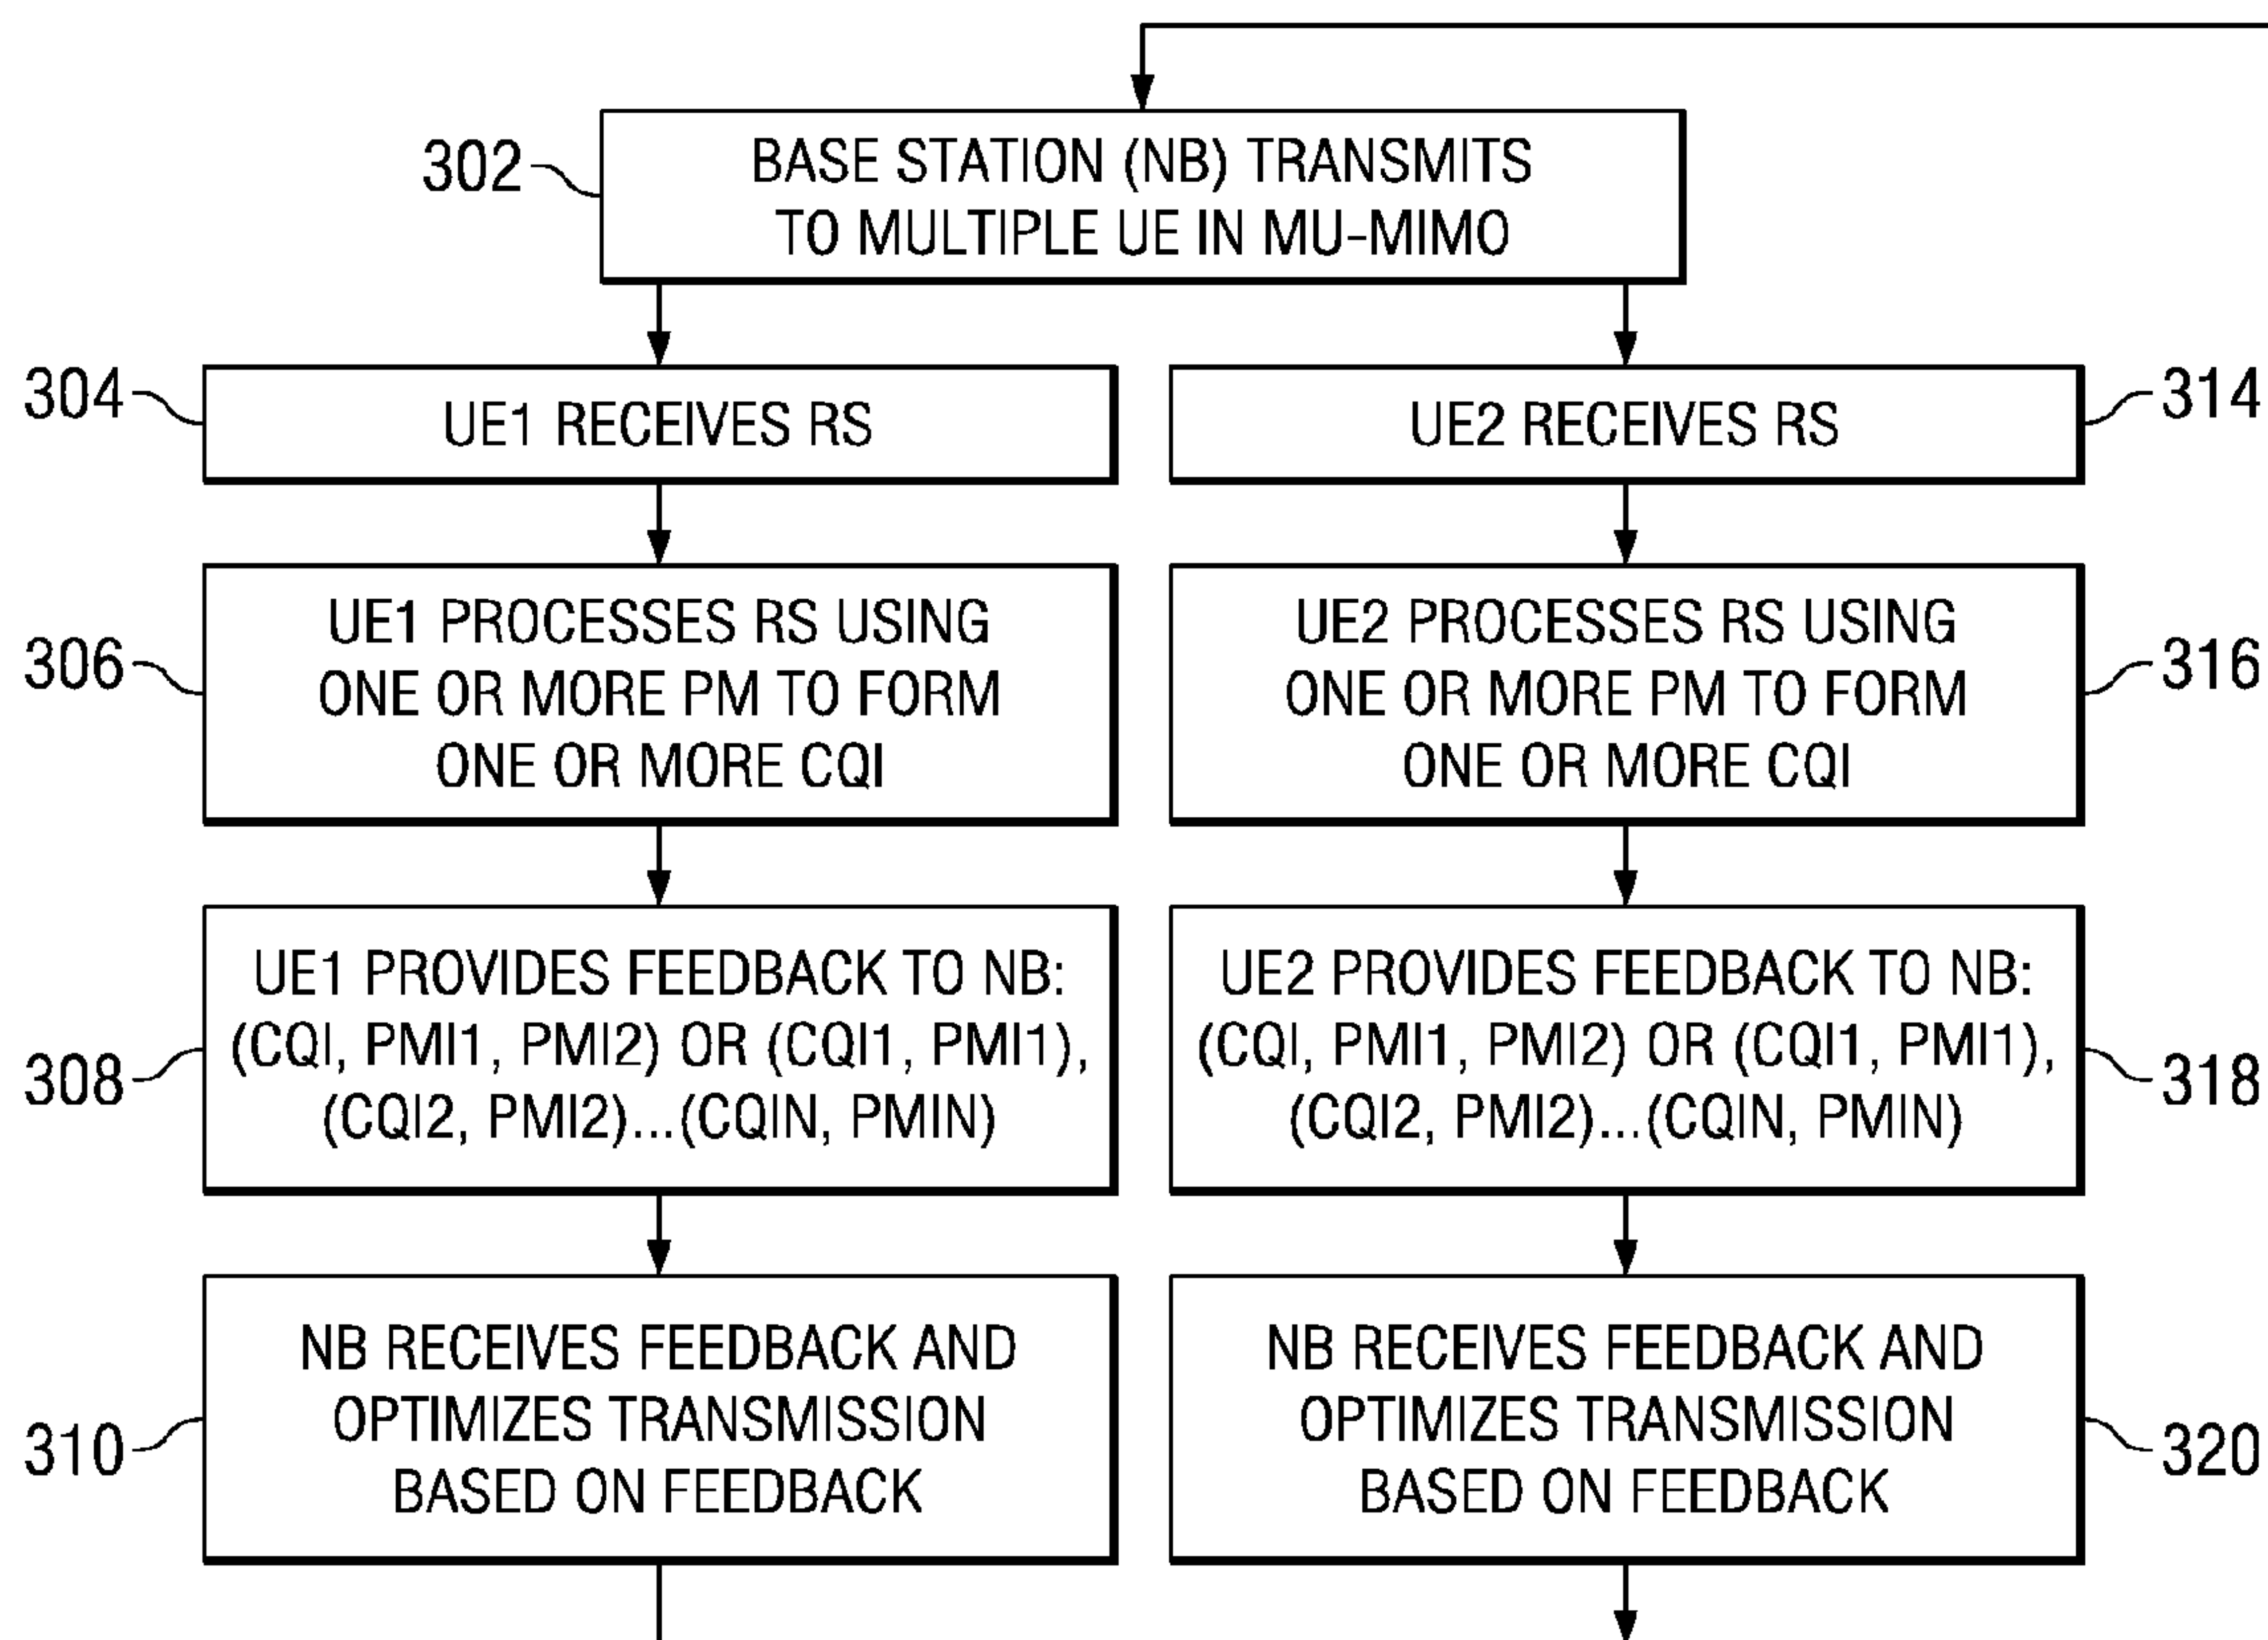 302
BASE STATION (NB) TRANSMITS
TO MULTIPLE UE IN MU-MIMO
304
UE1 RECEIVES RS
UE2 RECEIVES RS
314
306
UE1 PROCESSES RS USING
ONE OR MORE PM TO FORM
ONE OR MORE CQI
UE2 PROCESSES RS USING
ONE OR MORE PM TO FORM
ONE OR MORE CQI
316
308
UE1 PROVIDES FEEDBACK TO NB:
(CQI, PMI1, PMI2) OR (CQI1, PMI1),
(CQI2, PMI2)...(CQIN, PMIN)
UE2 PROVIDES FEEDBACK TO NB:
(CQI, PMI1, PMI2) OR (CQI1, PMI1),
(CQI2, PMI2)...(CQIN, PMIN)
318
310
NB RECEIVES FEEDBACK AND
OPTIMIZES TRANSMISSION
BASED ON FEEDBACK
NB RECEIVES FEEDBACK AND
OPTIMIZES TRANSMISSION
BASED ON FEEDBACK
320